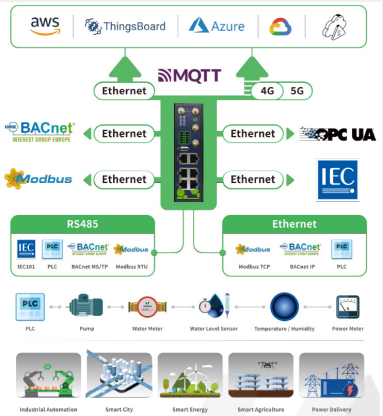 aws
ThingsBoard
Azure
MQTT
Ethernet
4G 5G
BACnet
INTEREST GROUP EUROPE
Ethernet
Ethernet
OPC UA
Modbus
Ethernet
Ethernet
IEC
RS485
Ethernet
IEC
PLC
BACnet
Modbus
Modbus
BACnet
PLC
IEC101
PLC
BACnet MS/TP
Modbus RTU
Modbus TCP
BACnet IP
PLC
PLC
PLC
Pump
Water Meter
Water Level Sensor
Temperature / Humidity
Power Meter
Industrial Automation
Smart City
Smart Energy
Smart Agriculture
Power Delivery